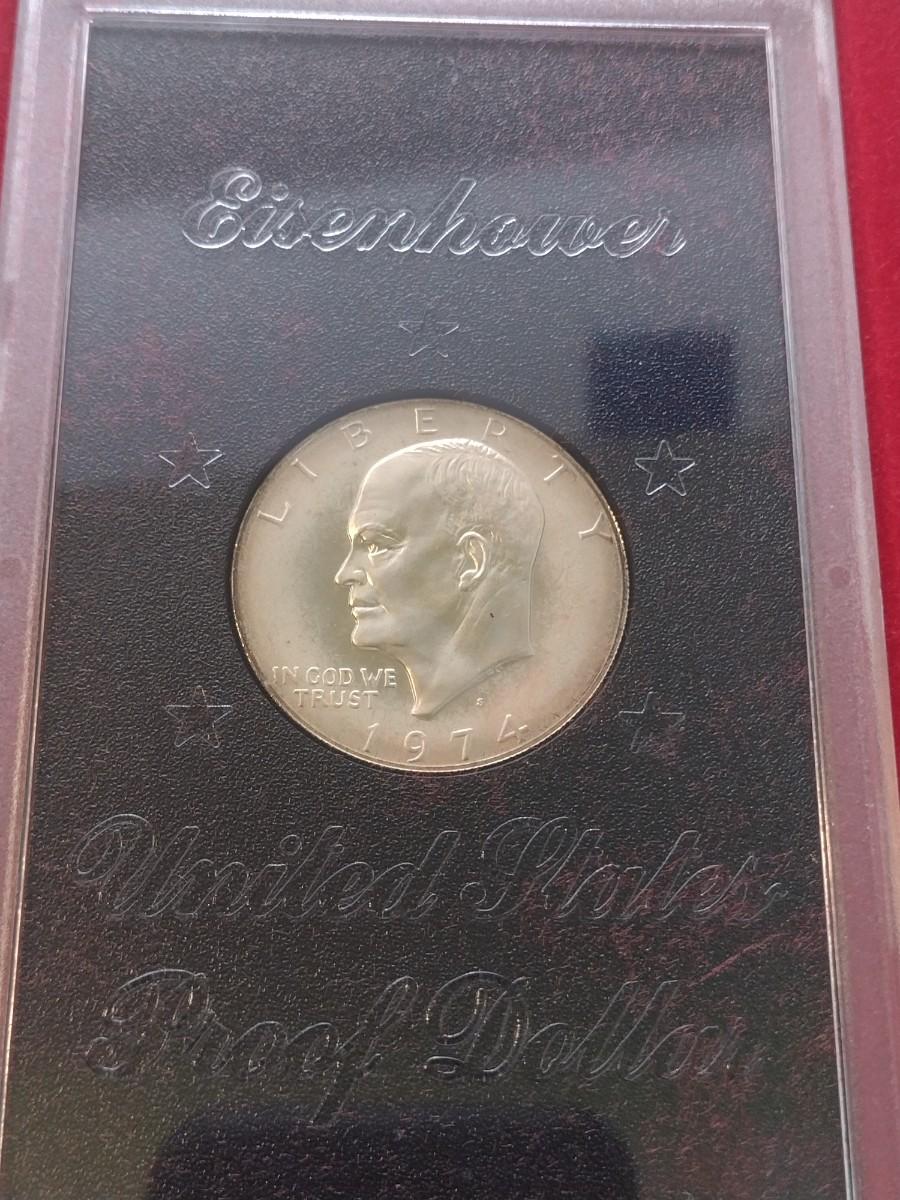 Eisenhower
LIBERTY
IN GOD WE
TRUST
S
1974
United States
Proof Dollar